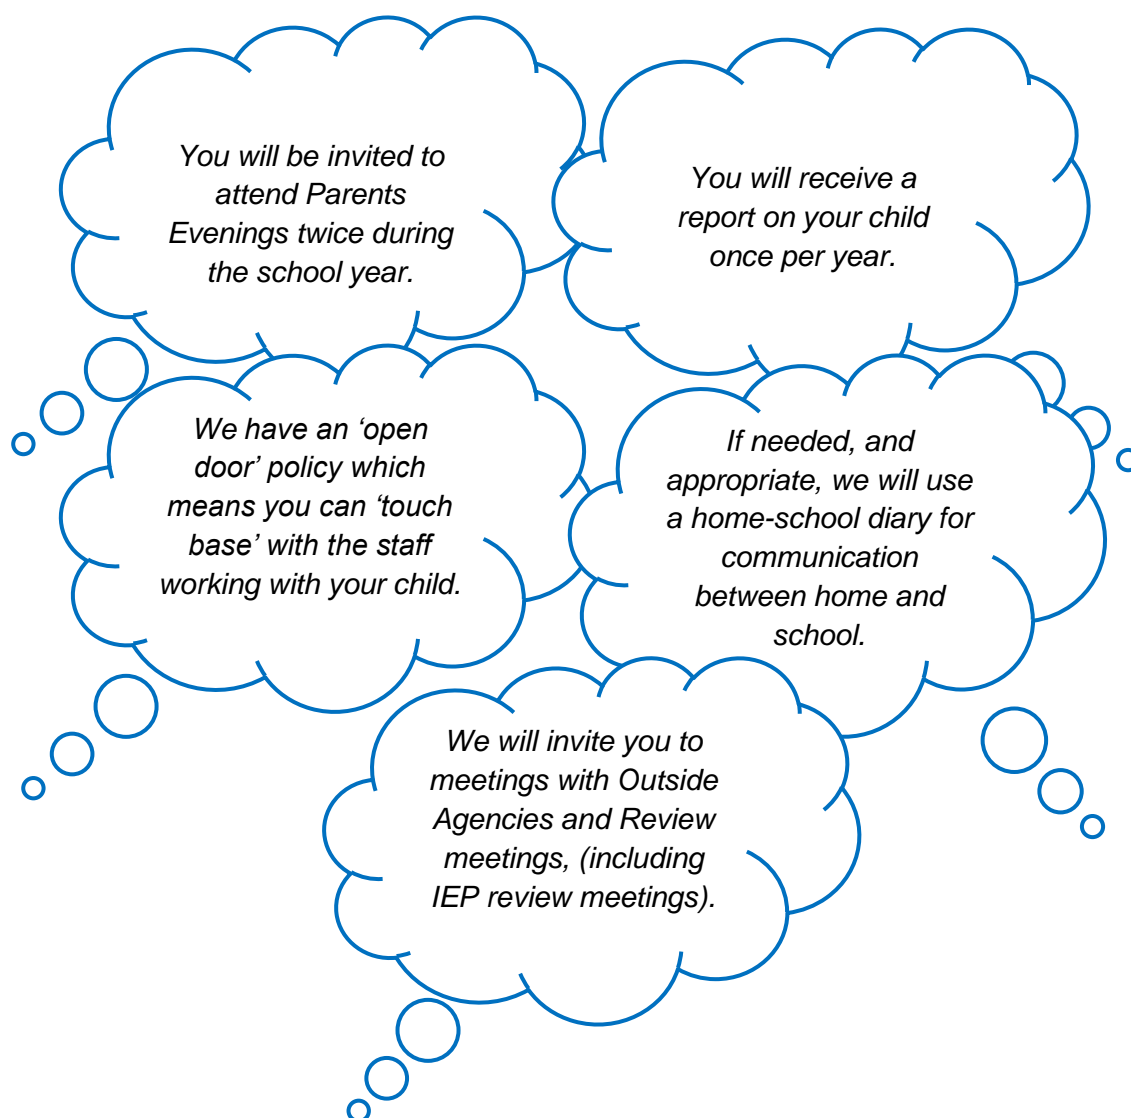 You will be invited to
attend Parents
Evenings twice during
the school year.
You will receive a
report on your child
once per year.
We have an ‘open
door’ policy which
means you can ‘touch
base’ with the staff
working with your child.
If needed, and
appropriate, we will use
a home-school diary for
communication
between home and
school.
We will invite you to
meetings with Outside
Agencies and Review
meetings, (including
IEP review meetings).